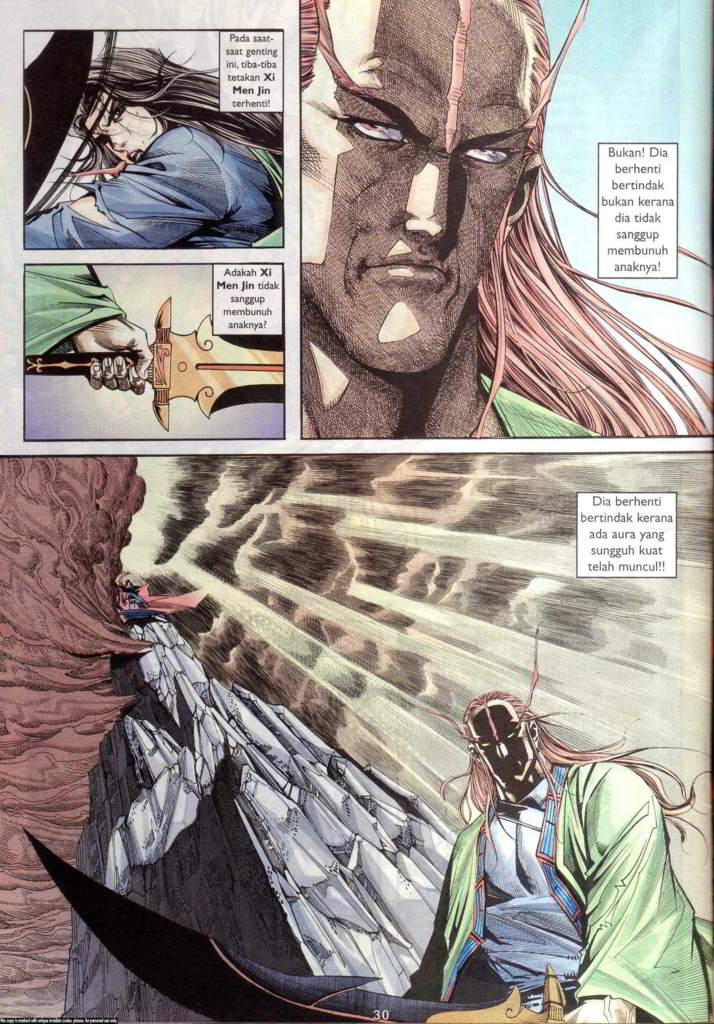 Pada saat-
saat genting
ini, tiba-tiba
tetakan Xi
Men Jin
terhenti!
Adakah Xi
Men Jin tidak
sanggup
membunuh
anaknya?
Bukan! Dia
berhenti
bertindak
bukan kerana
dia tidak
sanggup
membunuh
anaknya!
Dia berhenti
bertindak kerana
ada aura yang
sungguh kuat
telah muncul!!
30